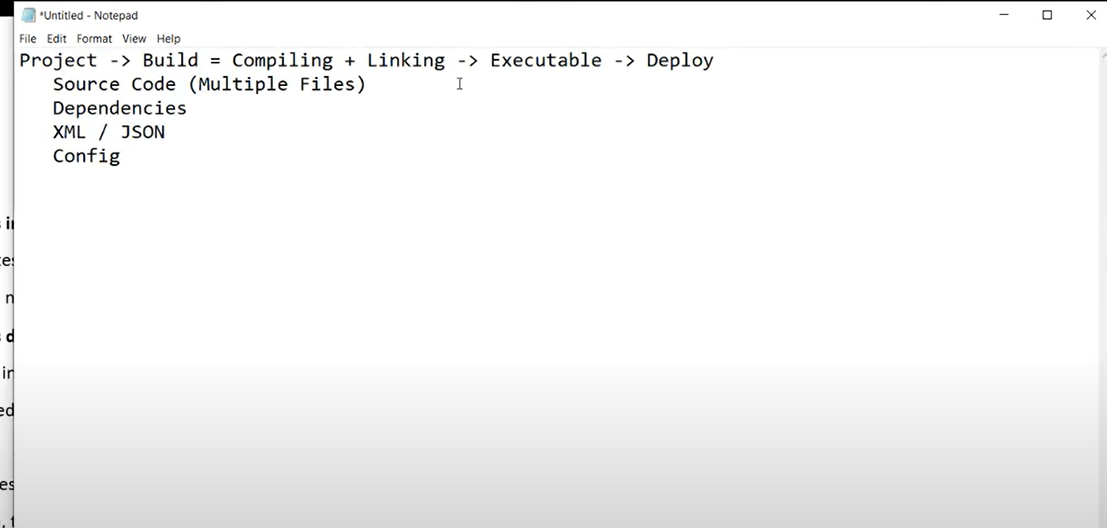 *Untitled - Notepad
File Edit Format View Help
Project -> Build = Compiling + Linking -> Executable -> Deploy
Source Code (Multiple Files)
Dependencies
XML / JSON
Config